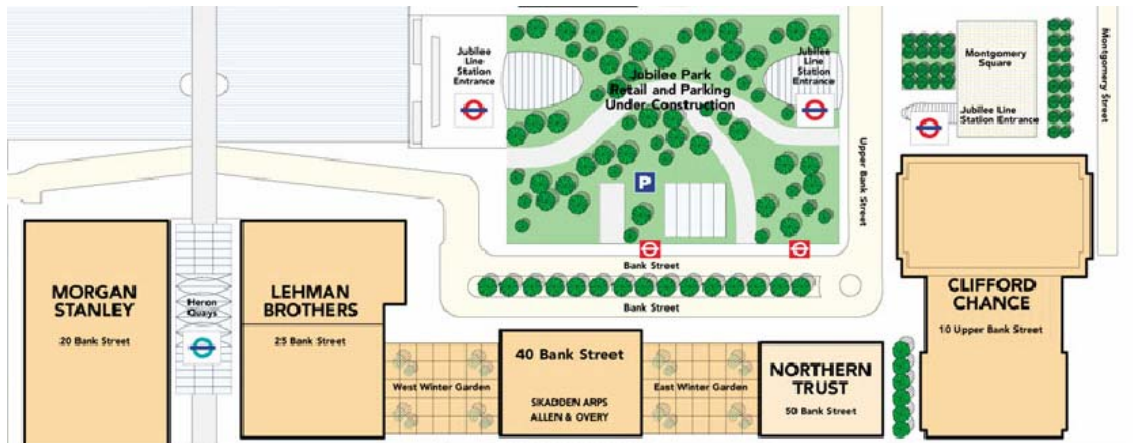 Jubilee
Line
Station
Entrance
Jubilee Park
Retail and Parking
Under Construction
Jubilee
Line
Station
Entrance
Montgomery
Square
Jubilee Line
Station Entrance
Montgomery Street
Upper Bank Street
P
Bank Street
Bank Street
MORGAN
STANLEY
20 Bank Street
Heron
Quays
LEHMAN
BROTHERS
25 Bank Street
West Winter Garden
40 Bank Street
SKADDEN ARPS
ALLEN & OVERY
East Winter Garden
NORTHERN
TRUST
50 Bank Street
CLIFFORD
CHANCE
10 Upper Bank Street